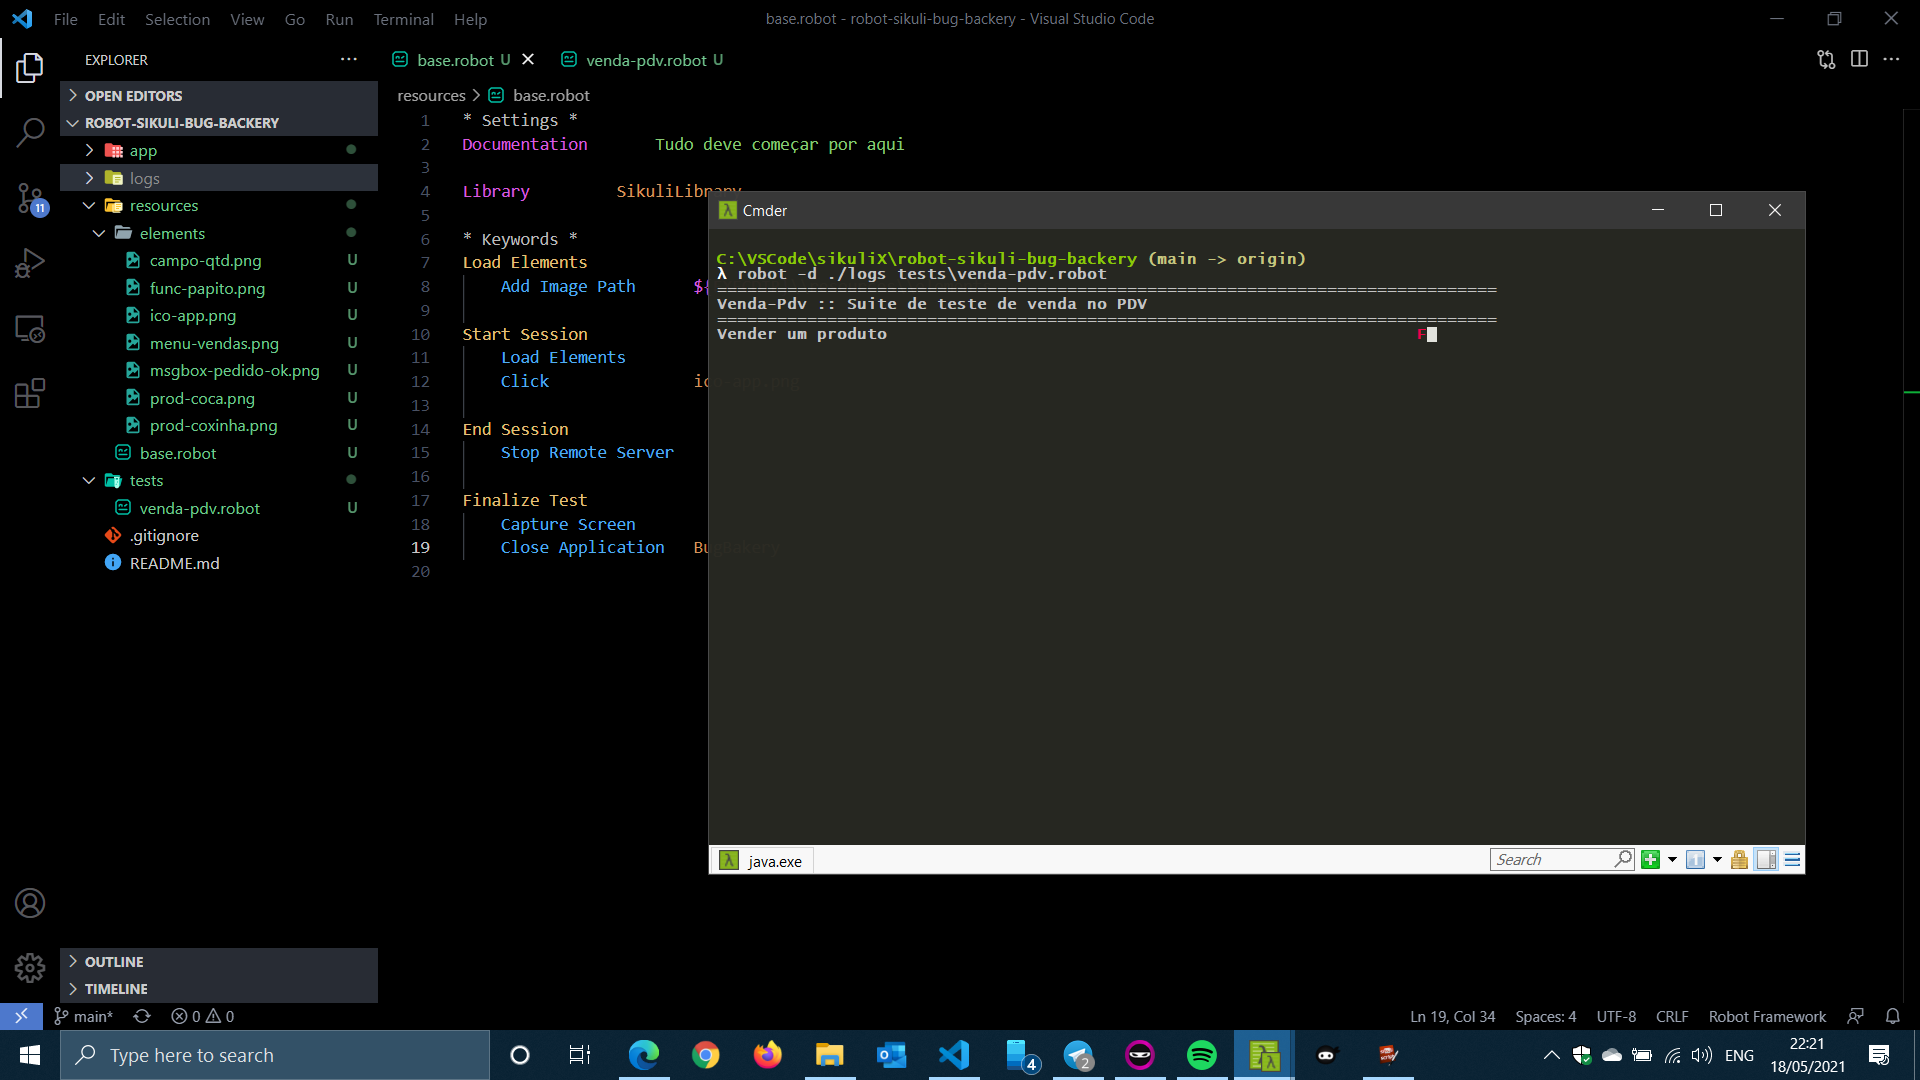 File Edit Selection View Go Run Terminal Help
base.robot - robot-sikuli-bug-backery - Visual Studio Code
EXPLORER
OPEN EDITORS
ROBOT-SIKULI-BUG-BACKERY
app
logs
resources
elements
campo-qtd.png U
func-papito.png U
ico-app.png U
menu-vendas.png U
msgbox-pedido-ok.png U
prod-coca.png U
prod-coxinha.png U
base.robot U
tests
venda-pdv.robot U
.gitignore
README.md
OUTLINE
TIMELINE
11
base.robot U
venda-pdv.robot U
resources > base.robot
1 * Settings *
2 Documentation Tudo deve começar por aqui
3
4 Library SikuliLibrary
5
6 * Keywords *
7 Load Elements
8 Add Image Path ${
9
10 Start Session
11 Load Elements
12 Click ico-app.png
13
14 End Session
15 Stop Remote Server
16
17 Finalize Test
18 Capture Screen
19 Close Application BugBakery
20
Cmder
C:\VSCode\sikuliX\robot-sikuli-bug-backery (main -> origin)
λ robot -d ./logs tests\venda-pdv.robot
==============================================================================
Venda-Pdv :: Suite de teste de venda no PDV
==============================================================================
Vender um produto F
java.exe
Search
main* 0 0
Ln 19, Col 34 Spaces: 4 UTF-8 CRLF Robot Framework
Type here to search
4
2
ENG
22:21
18/05/2021